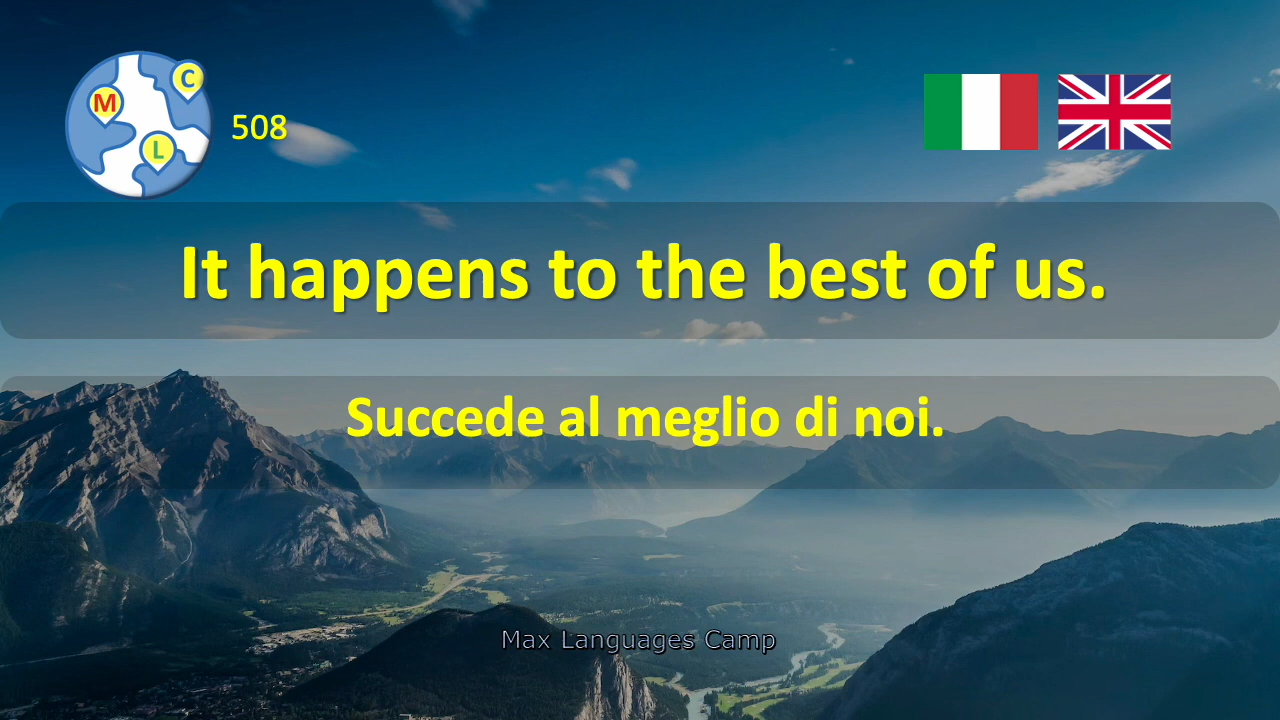 C
M
L
508
It happens to the best of us.
Succede al meglio di noi.
Max Languages Camp